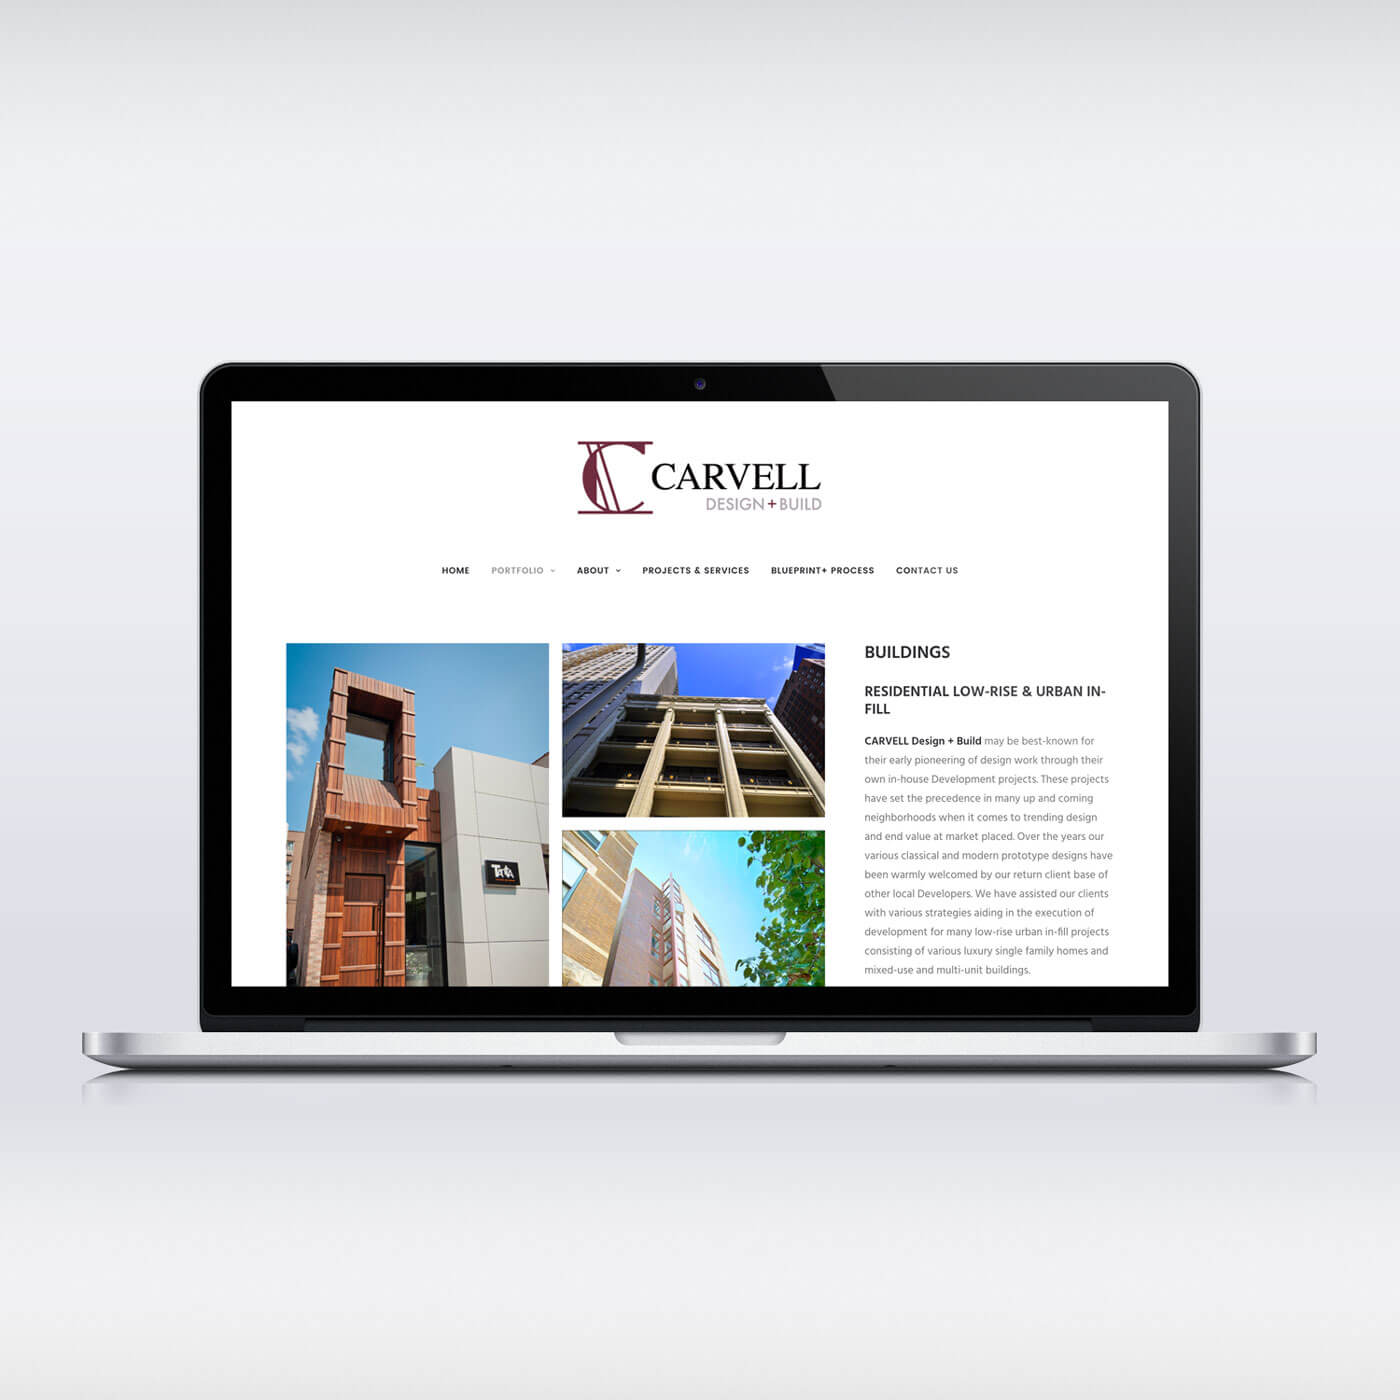 CARVELL
DESIGN + BUILD
HOME PORTFOLIO ABOUT PROJECTS & SERVICES BLUEPRINT+ PROCESS CONTACT US
BUILDINGS
RESIDENTIAL LOW-RISE & URBAN IN-
FILL
CARVELL Design + Build may be best-known for
their early pioneering of design work through their
own in-house Development projects. These projects
have set the precedence in many up and coming
neighborhoods when it comes to trending design
and end value at market placed. Over the years our
various classical and modern prototype designs have
been warmly welcomed by our return client base of
other local Developers. We have assisted our clients
with various strategies aiding in the execution of
development for many low-rise urban in-fill projects
consisting of various luxury single family homes and
mixed-use and multi-unit buildings.